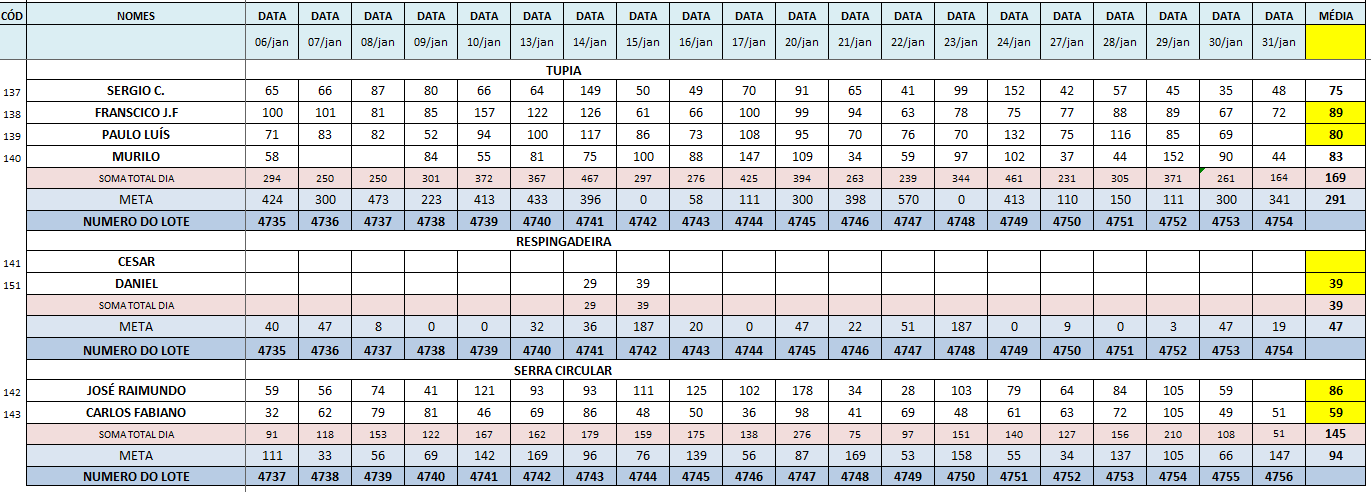 CÓD NOMES DATA DATA DATA DATA DATA DATA DATA DATA DATA DATA DATA DATA DATA DATA DATA DATA DATA DATA DATA DATA MÉDIA
06/jan 07/jan 08/jan 09/jan 10/jan 13/jan 14/jan 15/jan 16/jan 17/jan 20/jan 21/jan 22/jan 23/jan 24/jan 27/jan 28/jan 29/jan 30/jan 31/jan
TUPIA
137 SERGIO C. 65 66 87 80 66 64 149 50 49 70 91 65 41 99 152 42 57 45 35 48 75
138 FRANSCICO J.F 100 101 81 85 157 122 126 61 66 100 99 94 63 78 75 77 88 89 67 72 89
139 PAULO LUÍS 71 83 82 52 94 100 117 86 73 108 95 70 76 70 132 75 116 85 69 80
140 MURILO 58 84 55 81 75 100 88 147 109 34 59 97 102 37 44 152 90 44 83
SOMA TOTAL DIA 294 250 250 301 372 367 467 297 276 425 394 263 239 344 461 231 305 371 261 164 169
META 424 300 473 223 413 433 396 0 58 111 300 398 570 0 413 110 150 111 300 341 291
NUMERO DO LOTE 4735 4736 4737 4738 4739 4740 4741 4742 4743 4744 4745 4746 4747 4748 4749 4750 4751 4752 4753 4754
RESPINGADEIRA
141 CESAR
151 DANIEL 29 39 39
SOMA TOTAL DIA 29 39 39
META 40 47 8 0 0 32 36 187 20 0 47 22 51 187 0 9 0 3 47 19 47
NUMERO DO LOTE 4735 4736 4737 4738 4739 4740 4741 4742 4743 4744 4745 4746 4747 4748 4749 4750 4751 4752 4753 4754
SERRA CIRCULAR
142 JOSÉ RAIMUNDO 59 56 74 41 121 93 93 111 125 102 178 34 28 103 79 64 84 105 59 86
143 CARLOS FABIANO 32 62 79 81 46 69 86 48 50 36 98 41 69 48 61 63 72 105 49 51 59
SOMA TOTAL DIA 91 118 153 122 167 162 179 159 175 138 276 75 97 151 140 127 156 210 108 51 145
META 111 33 56 69 142 169 96 76 139 56 87 169 53 158 55 34 137 105 66 147 94
NUMERO DO LOTE 4737 4738 4739 4740 4741 4742 4743 4744 4745 4746 4747 4748 4749 4750 4751 4752 4753 4754 4755 4756